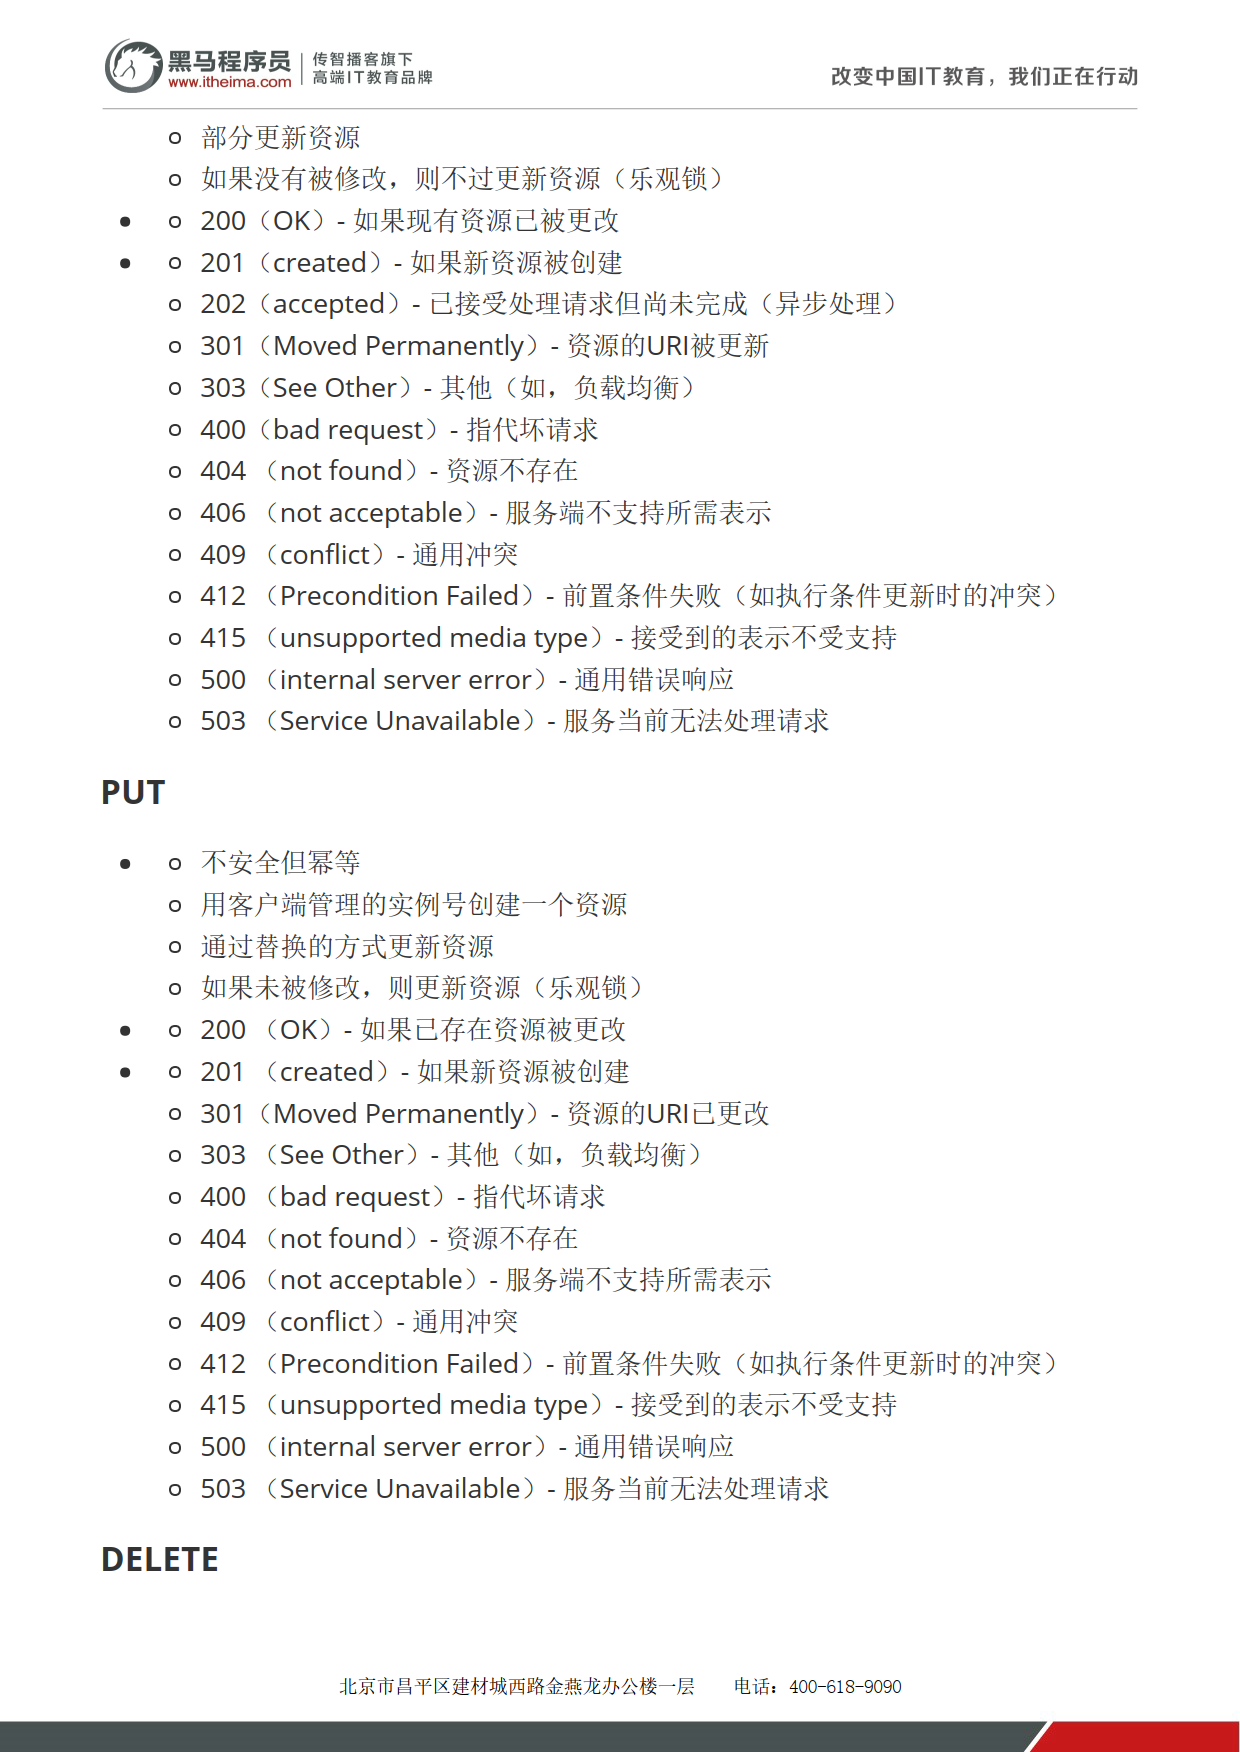 黑马程序员
www.itheima.com
传智播客旗下
高端IT教育品牌
改变中国IT教育，我们正在行动
部分更新资源
如果没有被修改，则不过更新资源（乐观锁）
200（OK）- 如果现有资源已被更改
201（created）- 如果新资源被创建
202（accepted）- 已接受处理请求但尚未完成（异步处理）
301（Moved Permanently）- 资源的URI被更新
303（See Other）- 其他（如，负载均衡）
400（bad request）- 指代坏请求
404 （not found）- 资源不存在
406 （not acceptable）- 服务端不支持所需表示
409 （conflict）- 通用冲突
412 （Precondition Failed）- 前置条件失败（如执行条件更新时的冲突）
415 （unsupported media type）- 接受到的表示不受支持
500 （internal server error）- 通用错误响应
503 （Service Unavailable）- 服务当前无法处理请求
PUT
不安全但幂等
用客户端管理的实例号创建一个资源
通过替换的方式更新资源
如果未被修改，则更新资源（乐观锁）
200 （OK）- 如果已存在资源被更改
201 （created）- 如果新资源被创建
301（Moved Permanently）- 资源的URI已更改
303 （See Other）- 其他（如，负载均衡）
400 （bad request）- 指代坏请求
404 （not found）- 资源不存在
406 （not acceptable）- 服务端不支持所需表示
409 （conflict）- 通用冲突
412 （Precondition Failed）- 前置条件失败（如执行条件更新时的冲突）
415 （unsupported media type）- 接受到的表示不受支持
500 （internal server error）- 通用错误响应
503 （Service Unavailable）- 服务当前无法处理请求
DELETE
北京市昌平区建材城西路金燕龙办公楼一层 电话：400-618-9090